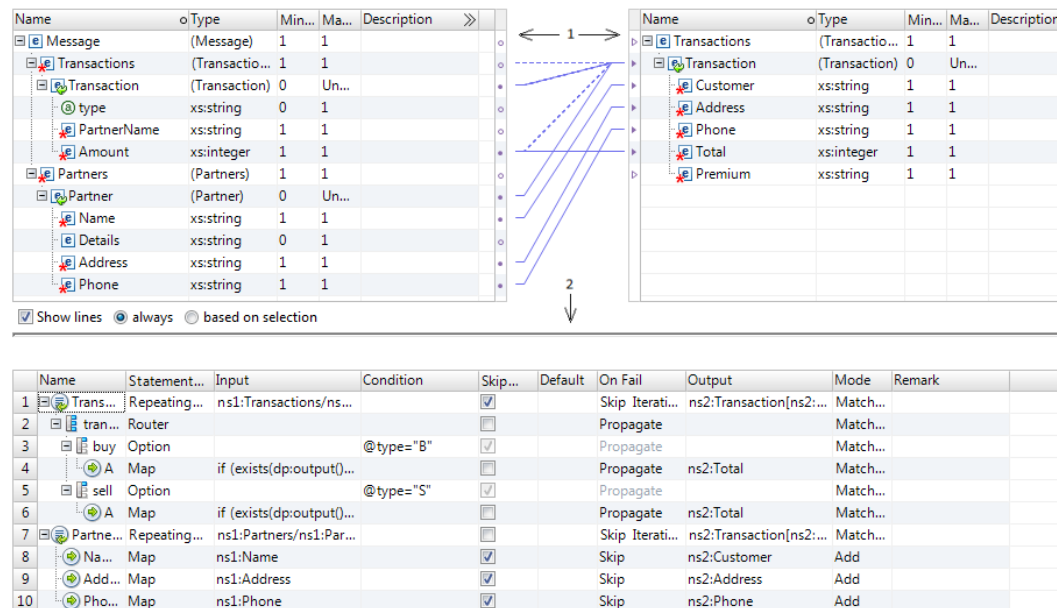 Name Type Min... Ma... Description
Message (Message) 1 1
Transactions (Transactio... 1 1
Transaction (Transaction) 0 Un...
type xs:string 0 1
PartnerName xs:string 1 1
Amount xs:integer 1 1
Partners (Partners) 1 1
Partner (Partner) 0 Un...
Name xs:string 1 1
Details xs:string 0 1
Address xs:string 1 1
Phone xs:string 1 1
1
Name Type Min... Ma... Description
Transactions (Transactio... 1 1
Transaction (Transaction) 0 Un...
Customer xs:string 1 1
Address xs:string 1 1
Phone xs:string 1 1
Total xs:integer 1 1
Premium xs:string 1 1
2
Show lines always based on selection
Name Statement... Input Condition Skip... Default On Fail Output Mode Remark
1 Trans... Repeating... ns1:Transactions/ns... Skip Iterati... ns2:Transaction[ns2:... Match...
2 tran... Router Propagate Match...
3 buy Option @type="B" Propagate Match...
4 A Map if (exists(dp:output()... Propagate ns2:Total Match...
5 sell Option @type="S" Propagate Match...
6 A Map if (exists(dp:output()... Propagate ns2:Total Match...
7 Partne... Repeating... ns1:Partners/ns1:Par... Skip Iterati... ns2:Transaction[ns2:... Match...
8 Na... Map ns1:Name Skip ns2:Customer Add
9 Add... Map ns1:Address Skip ns2:Address Add
10 Pho... Map ns1:Phone Skip ns2:Phone Add